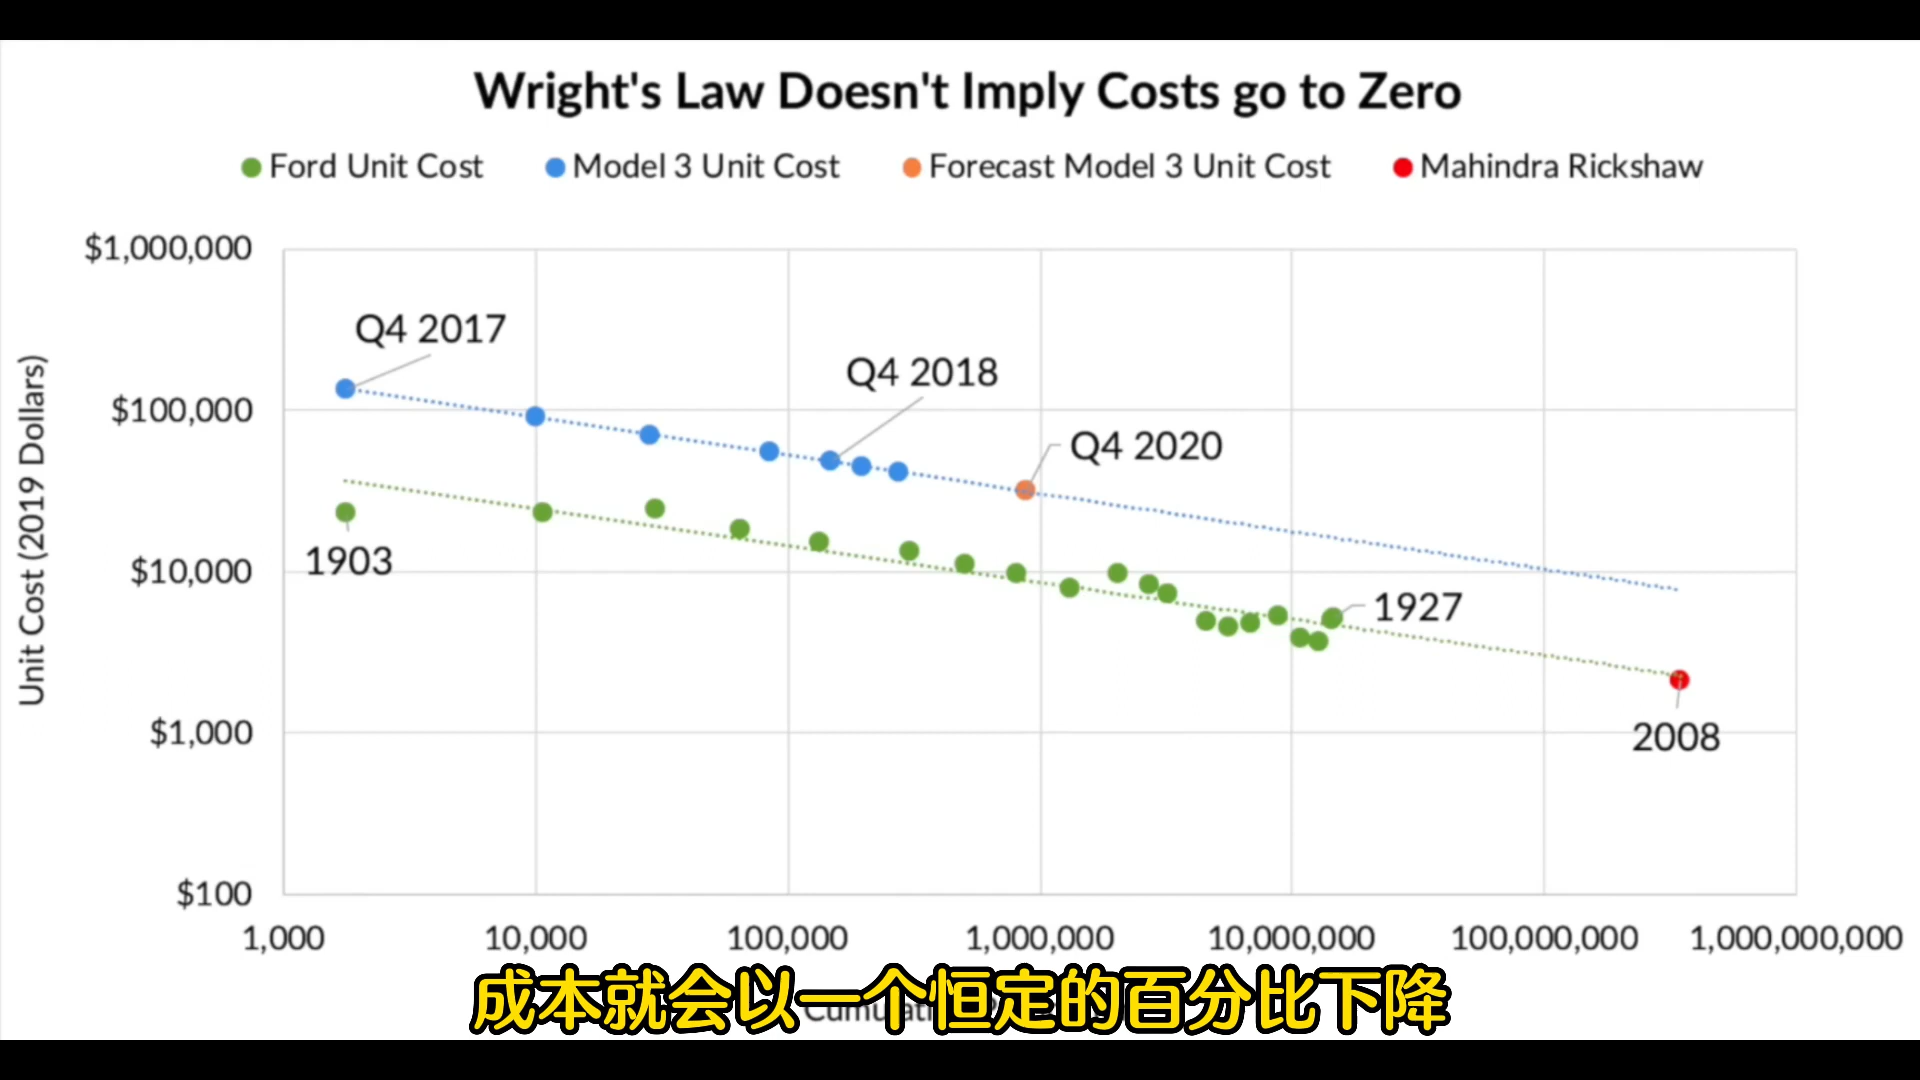 Wright's Law Doesn't Imply Costs go to Zero
Ford Unit Cost
Model 3 Unit Cost
Forecast Model 3 Unit Cost
Mahindra Rickshaw
Unit Cost (2019 Dollars)
$1,000,000
$100,000
$10,000
$1,000
$100
Q4 2017
Q4 2018
Q4 2020
1903
1927
2008
1,000
10,000
100,000
1,000,000
10,000,000
100,000,000
1,000,000,000
成本就会以一个恒定的百分比下降